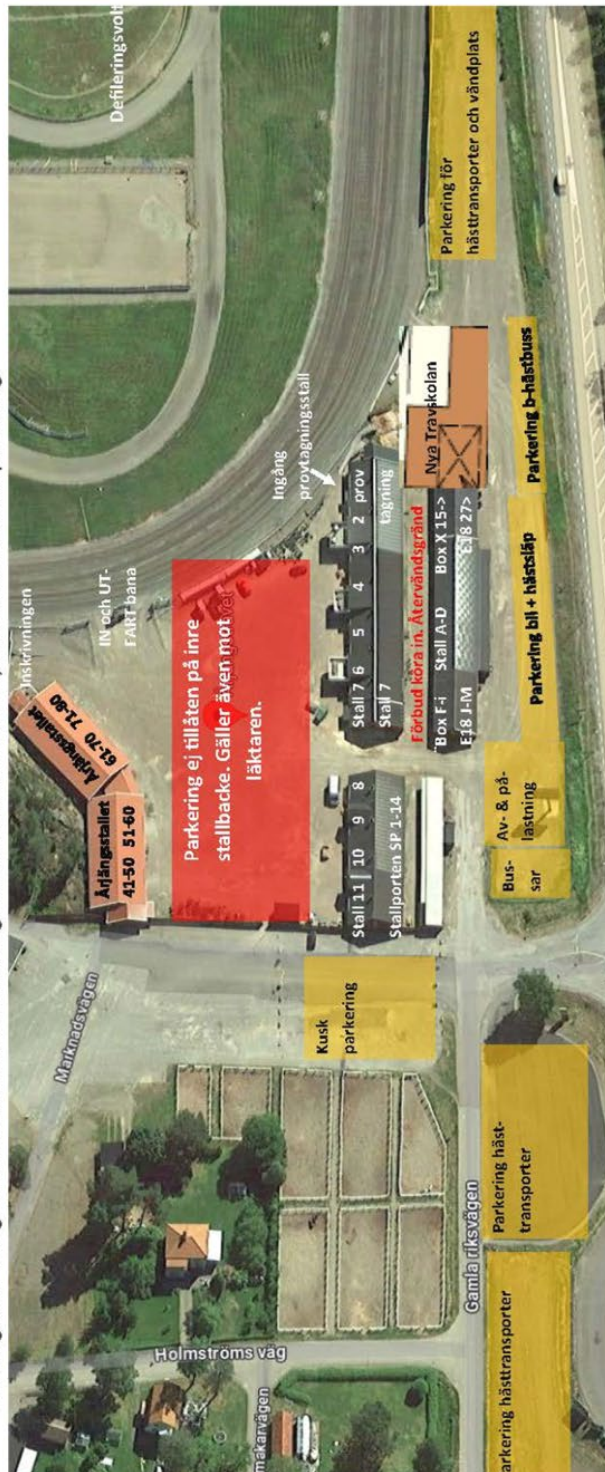 Defileringsvolt
Inskrivningen
IN och UT-
FART bana
Årjängsstallet
61-70 71-80
Årjängsstallet
41-50 51-60
Marknadsvägen
Parkering ej tillåten på inre
stallbacke. Gäller även mot
läktaren.
Ingång
provtagningsstall
Stall 11 10 9 8
Stallporten SP 1-14
Stall 7 6 5 4 3 2 prov
Stall 7 tagning
Förbud köra in. Återvändsgränd
Box F-i Stall A-D Box X 15->
E18 J-M E18 27>
Nya Travskolan
Parkering för
hästtransporter och vändplats
Kusk
parkering
Bus-
sar
Av- & på-
lastning
Parkering bil + hästsläp
Parkering b-hästbuss
Holmströms väg
Gamla riksvägen
Parkering häst-
transporter